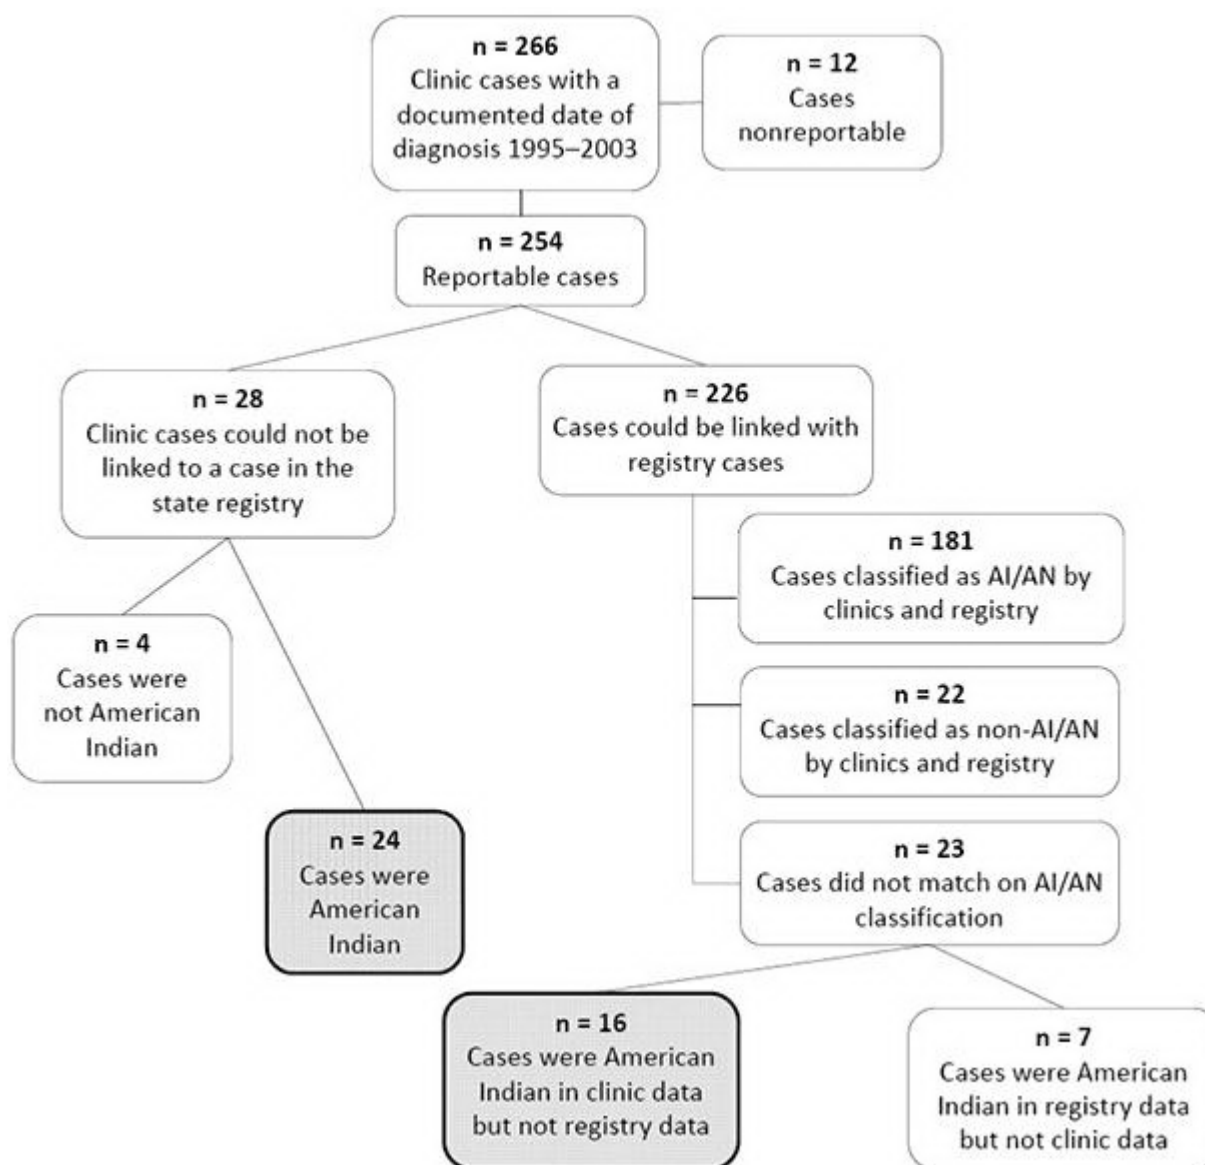 n = 266
Clinic cases with a
documented date of
diagnosis 1995–2003
n = 12
Cases
nonreportable
n = 254
Reportable cases
n = 28
Clinic cases could not be
linked to a case in the
state registry
n = 226
Cases could be linked with
registry cases
n = 181
Cases classified as AI/AN by
clinics and registry
n = 4
Cases were
not American
Indian
n = 22
Cases classified as non-AI/AN
by clinics and registry
n = 24
Cases were
American
Indian
n = 23
Cases did not match on AI/AN
classification
n = 16
Cases were American
Indian in clinic data
but not registry data
n = 7
Cases were American
Indian in registry data
but not clinic data